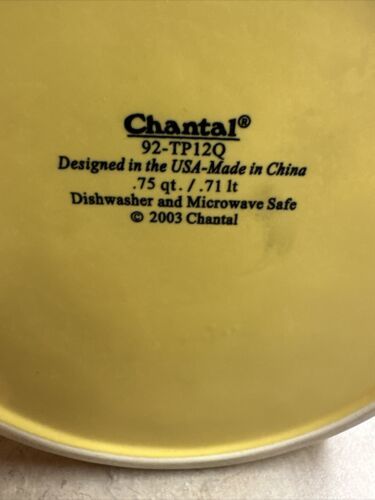 Chantal®
92-TP12Q
Designed in the USA-Made in China
.75 qt. / .71 lt
Dishwasher and Microwave Safe
© 2003 Chantal